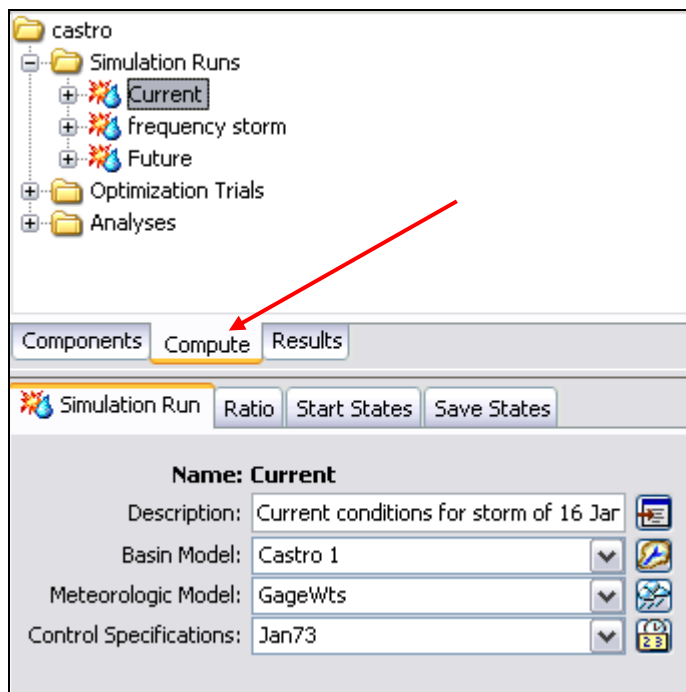 castro
Simulation Runs
Current
frequency storm
Future
Optimization Trials
Analyses
Components Compute Results
Simulation Run Ratio Start States Save States
Name: Current
Description: Current conditions for storm of 16 Jan
Basin Model: Castro 1
Meteorologic Model: GageWts
Control Specifications: Jan73